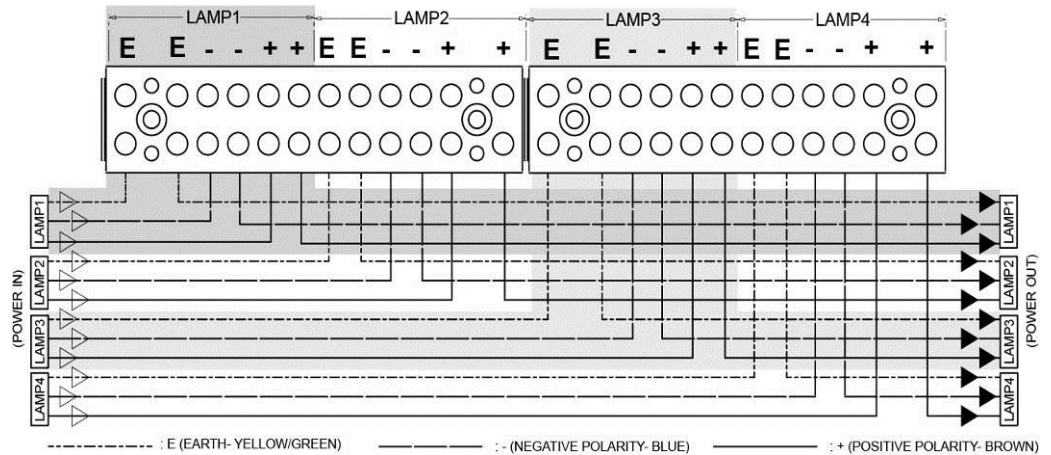 LAMP1 LAMP2 LAMP3 LAMP4
E E - - + + E E - - + + E E - - + + E E - - + +
(POWER IN)
LAMP1
LAMP2
LAMP3
LAMP4
LAMP1
LAMP2
LAMP3
LAMP4
(POWER OUT)
: E (EARTH- YELLOW/GREEN) : - (NEGATIVE POLARITY- BLUE) : + (POSITIVE POLARITY- BROWN)